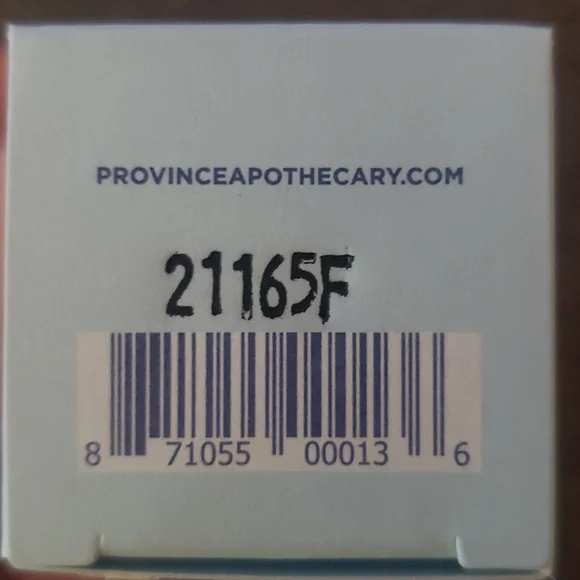 PROVINCEAPOTHECARY.COM
21165F
8 71055 00013 6